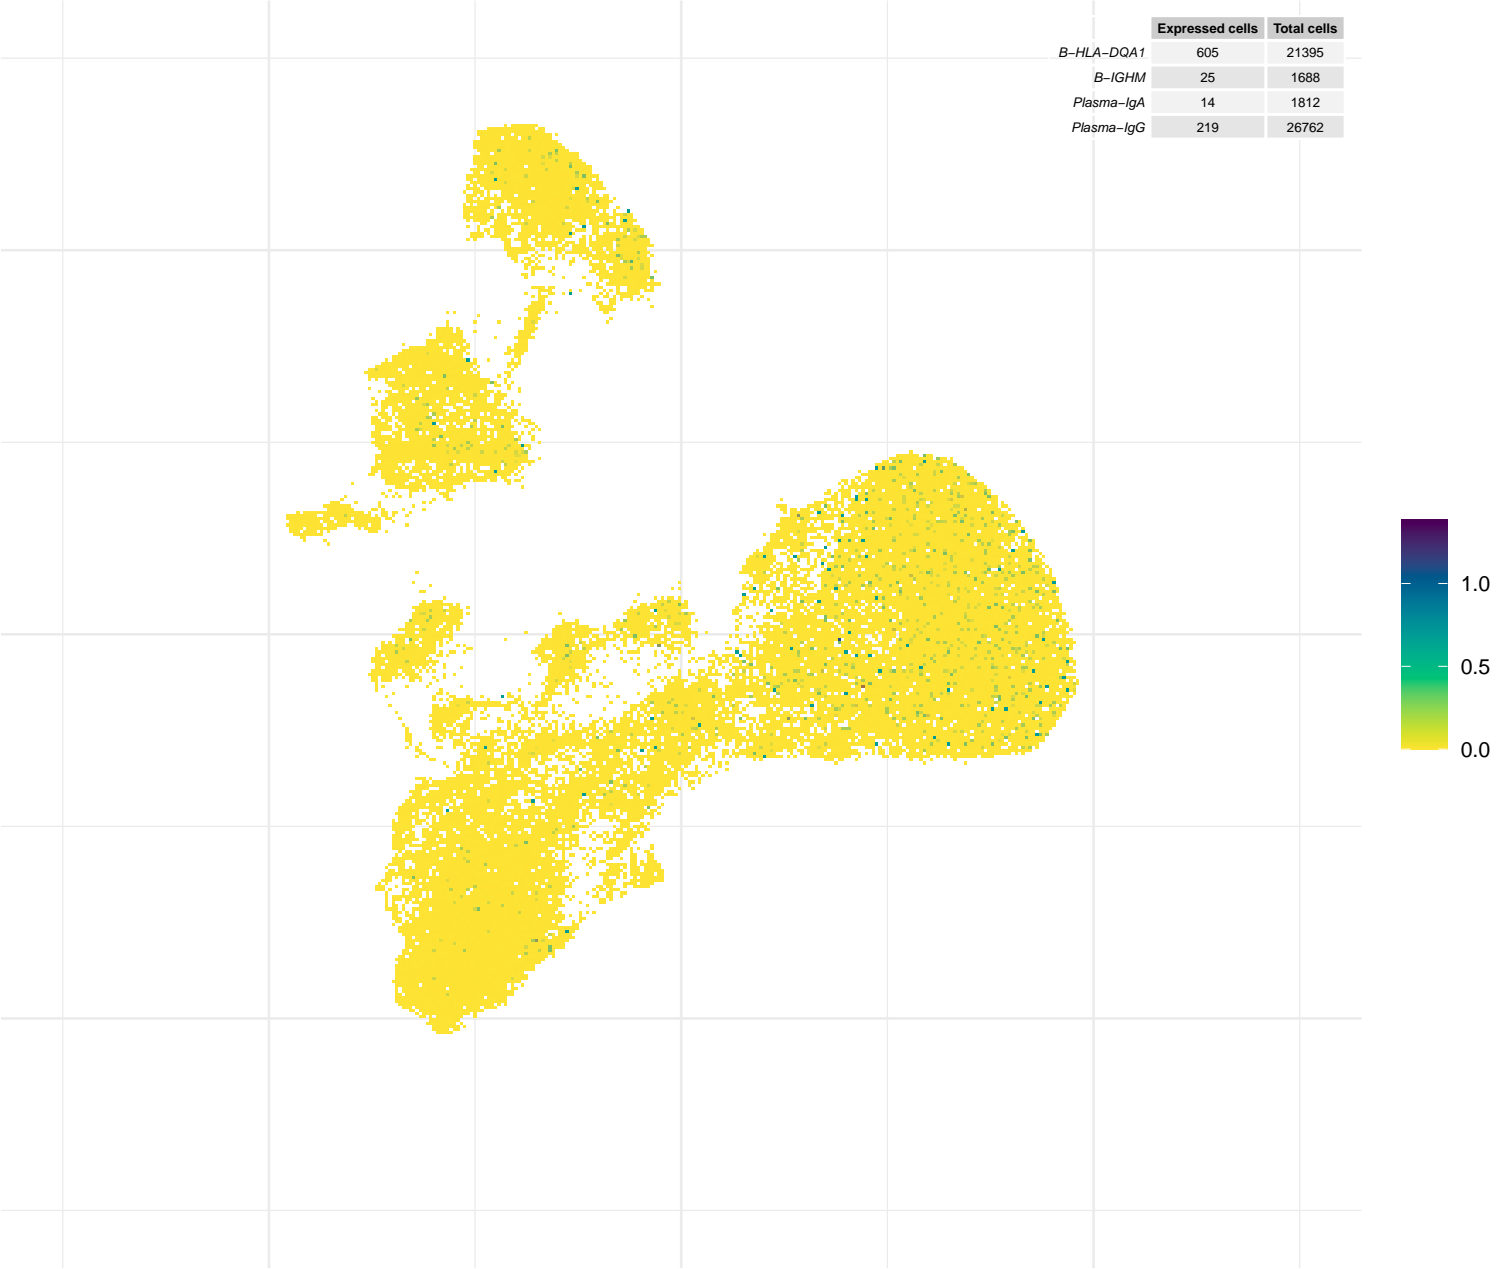 Expressed cells Total cells
B−HLA−DQA1 605 21395
B−IGHM 25 1688
Plasma−IgA 14 1812
Plasma−IgG 219 26762
1.0
0.5
0.0